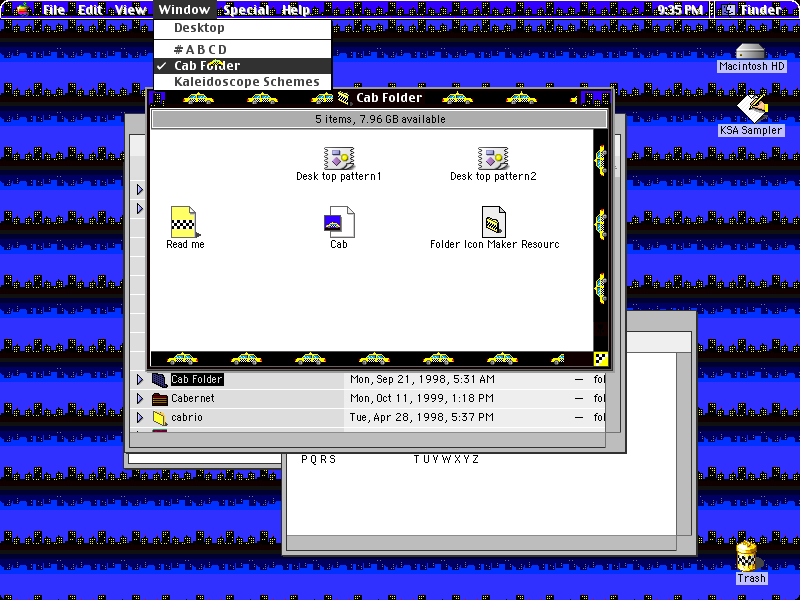 File Edit View Window Special Help 9:35 PM Finder
Desktop
# A B C D
Cab Folder
Kaleidoscope Schemes
Macintosh HD
KSA Sampler
Cab Folder
5 items, 7.96 GB available
Desk top pattern1
Desk top pattern2
Read me
Cab
Folder Icon Maker Resourc
Cab Folder Mon, Sep 21, 1998, 5:31 AM — fol
Cabernet Mon, Oct 11, 1999, 1:18 PM — fol
cabrio Tue, Apr 28, 1998, 5:37 PM — fol
P Q R S T U V W X Y Z
Trash